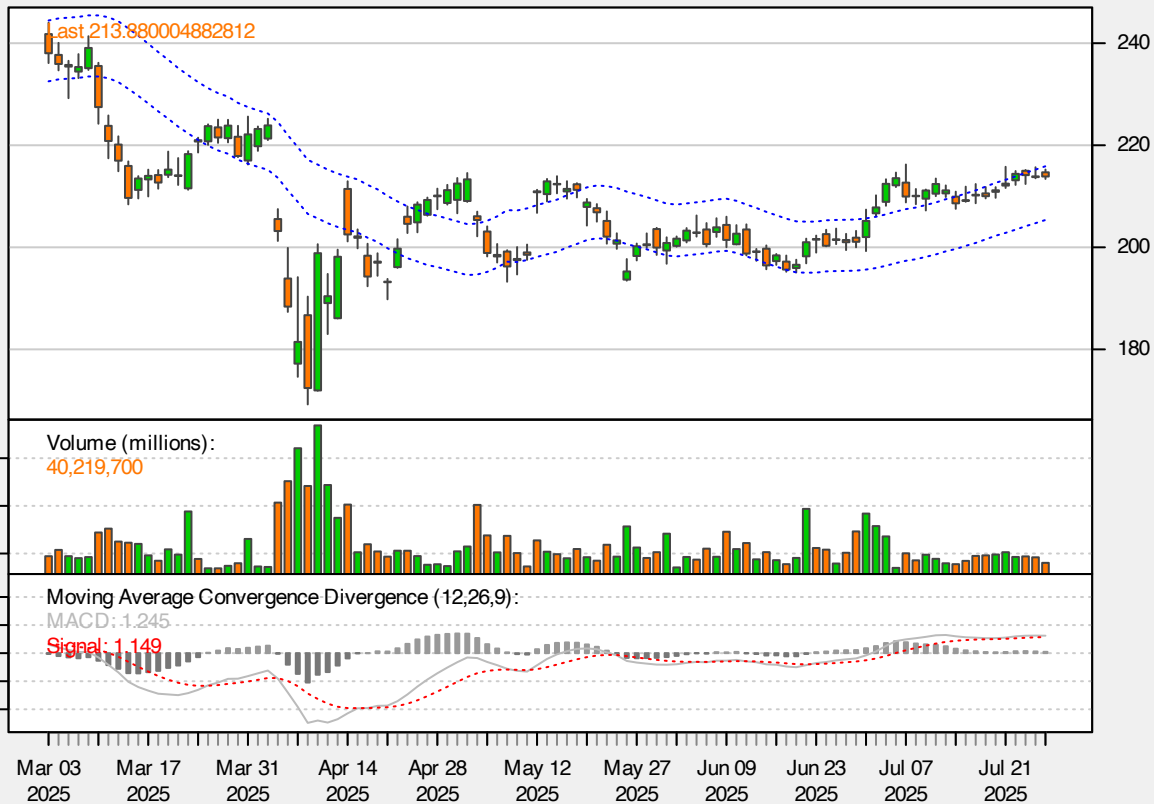 Last 213.880004882812
240
220
200
180
Volume (millions):
40,219,700
Moving Average Convergence Divergence (12,26,9):
MACD: 1.245
Signal: 1.149
Mar 03 Mar 17 Mar 31 Apr 14 Apr 28 May 12 May 27 Jun 09 Jun 23 Jul 07 Jul 21
2025 2025 2025 2025 2025 2025 2025 2025 2025 2025 2025